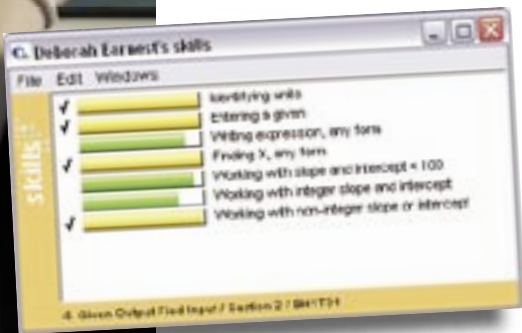 Deborah Earnest's skills
File Edit Windows
Identifying units
Entering a given
Writing expression, any form
Finding X, any form
Working with slope and intercept < 100
Working with integer slope and intercept
Working with non-integer slope or intercept
skills
4. Given Output Find Input / Section 2 /